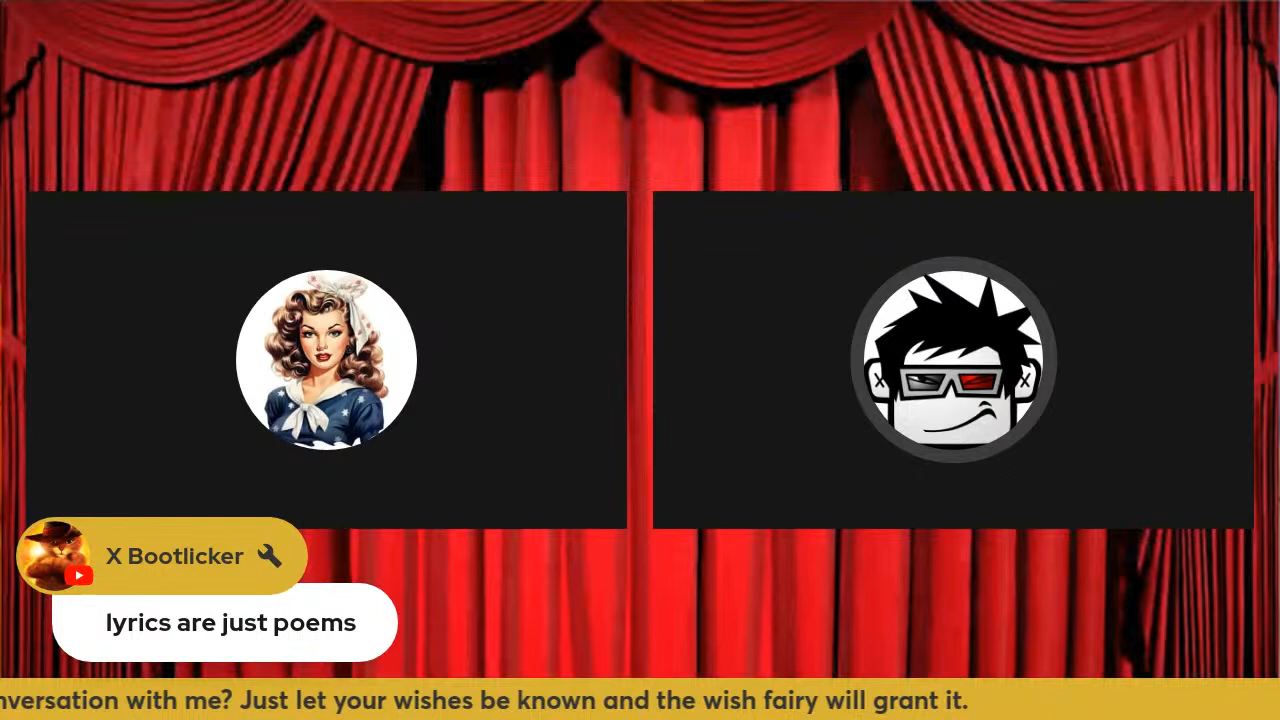 X Bootlicker
lyrics are just poems
nversation with me? Just let your wishes be known and the wish fairy will grant it.